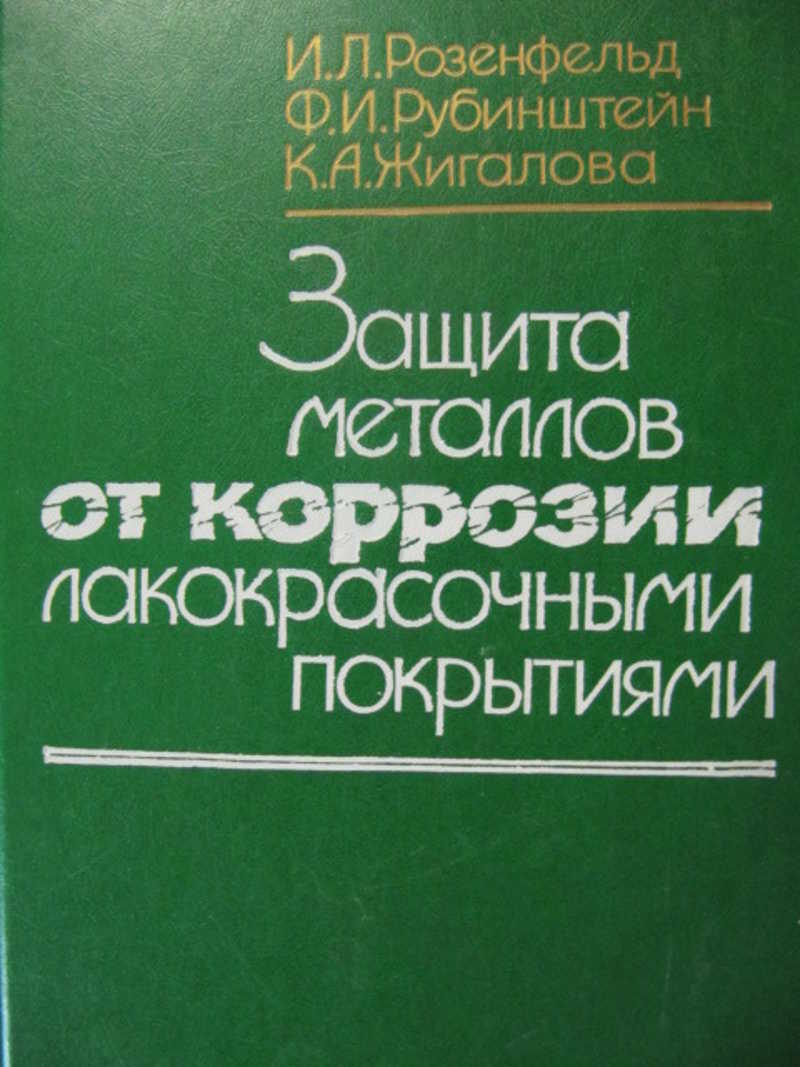 И.Л.Розенфельд
Ф.И.Рубинштейн
К.А.Жигалова
Защита
металлов
от коррозии
лакокрасочными
покрытиями